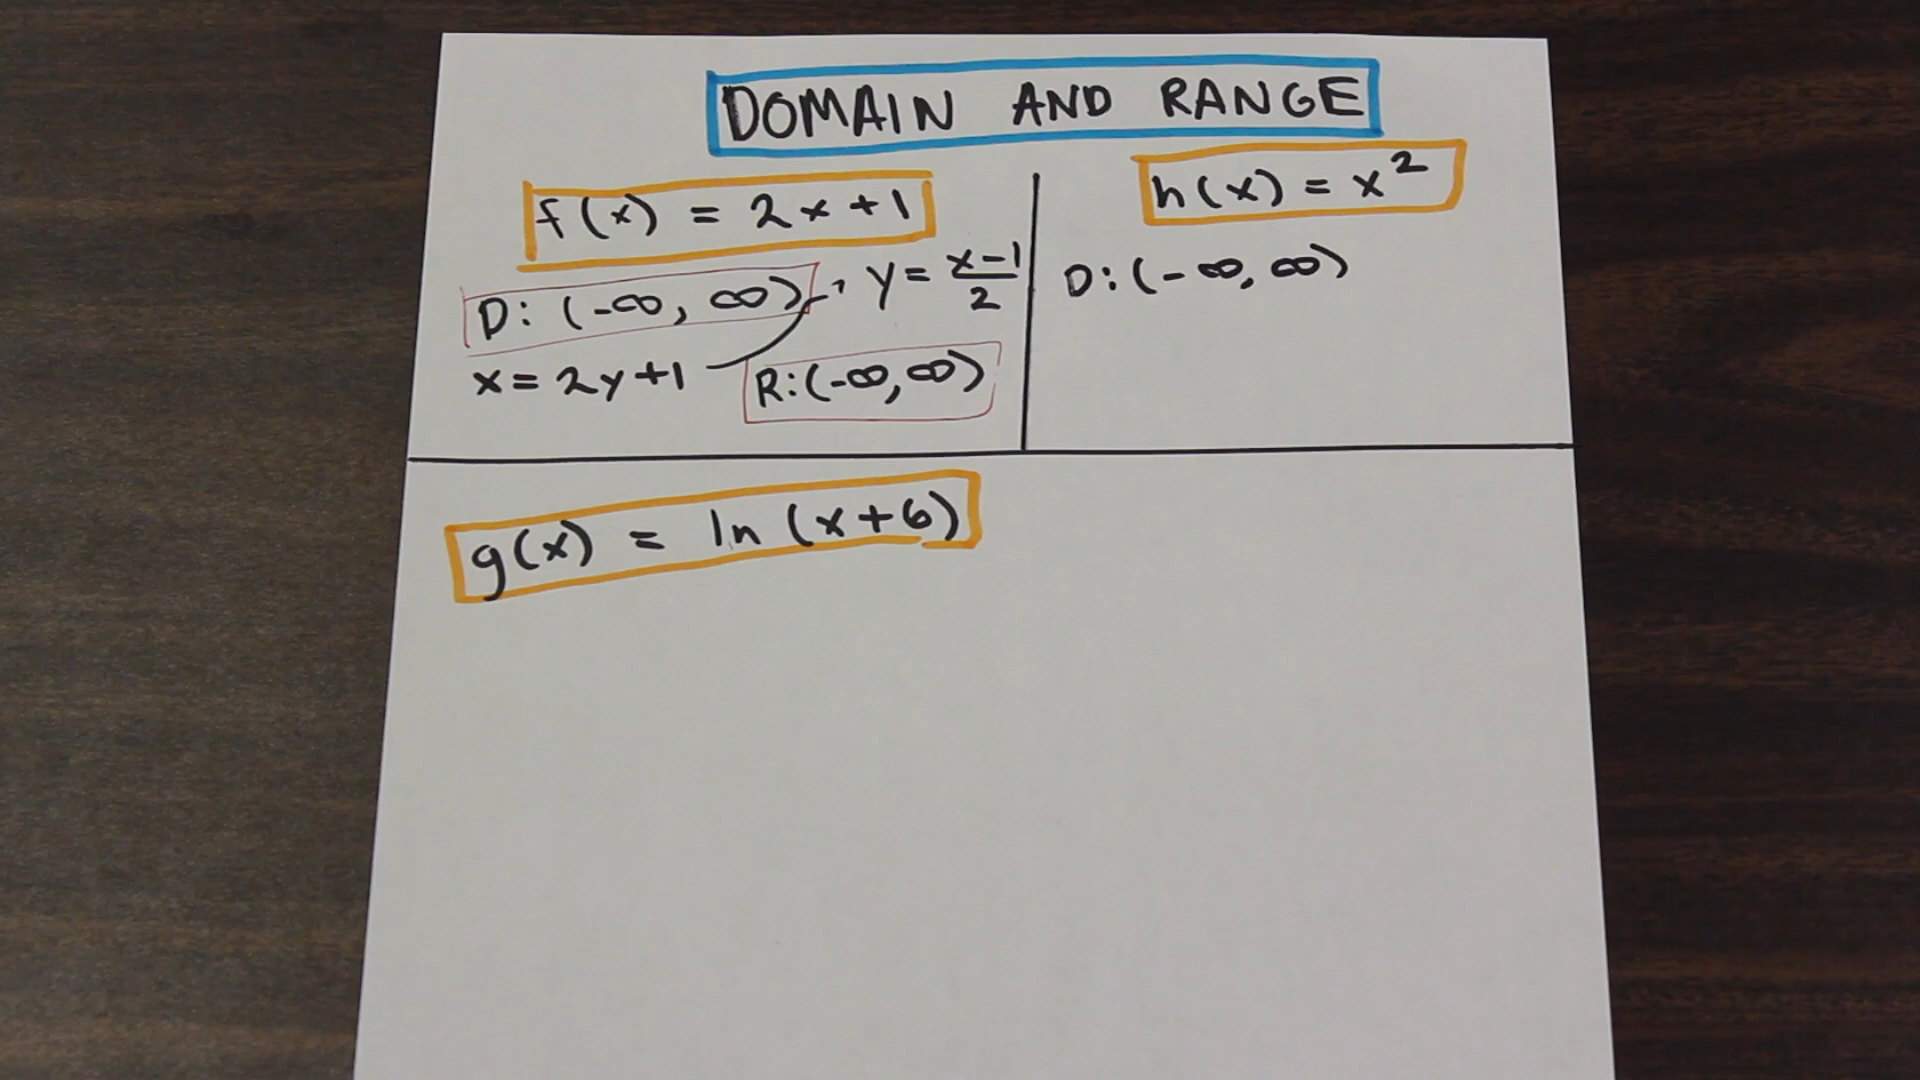 DOMAIN AND RANGE
f(x) = 2x+1
D: (-∞, ∞)
x = 2y+1
y = x-1/2
R: (-∞, ∞)
h(x) = x²
D: (-∞, ∞)
g(x) = ln (x+6)